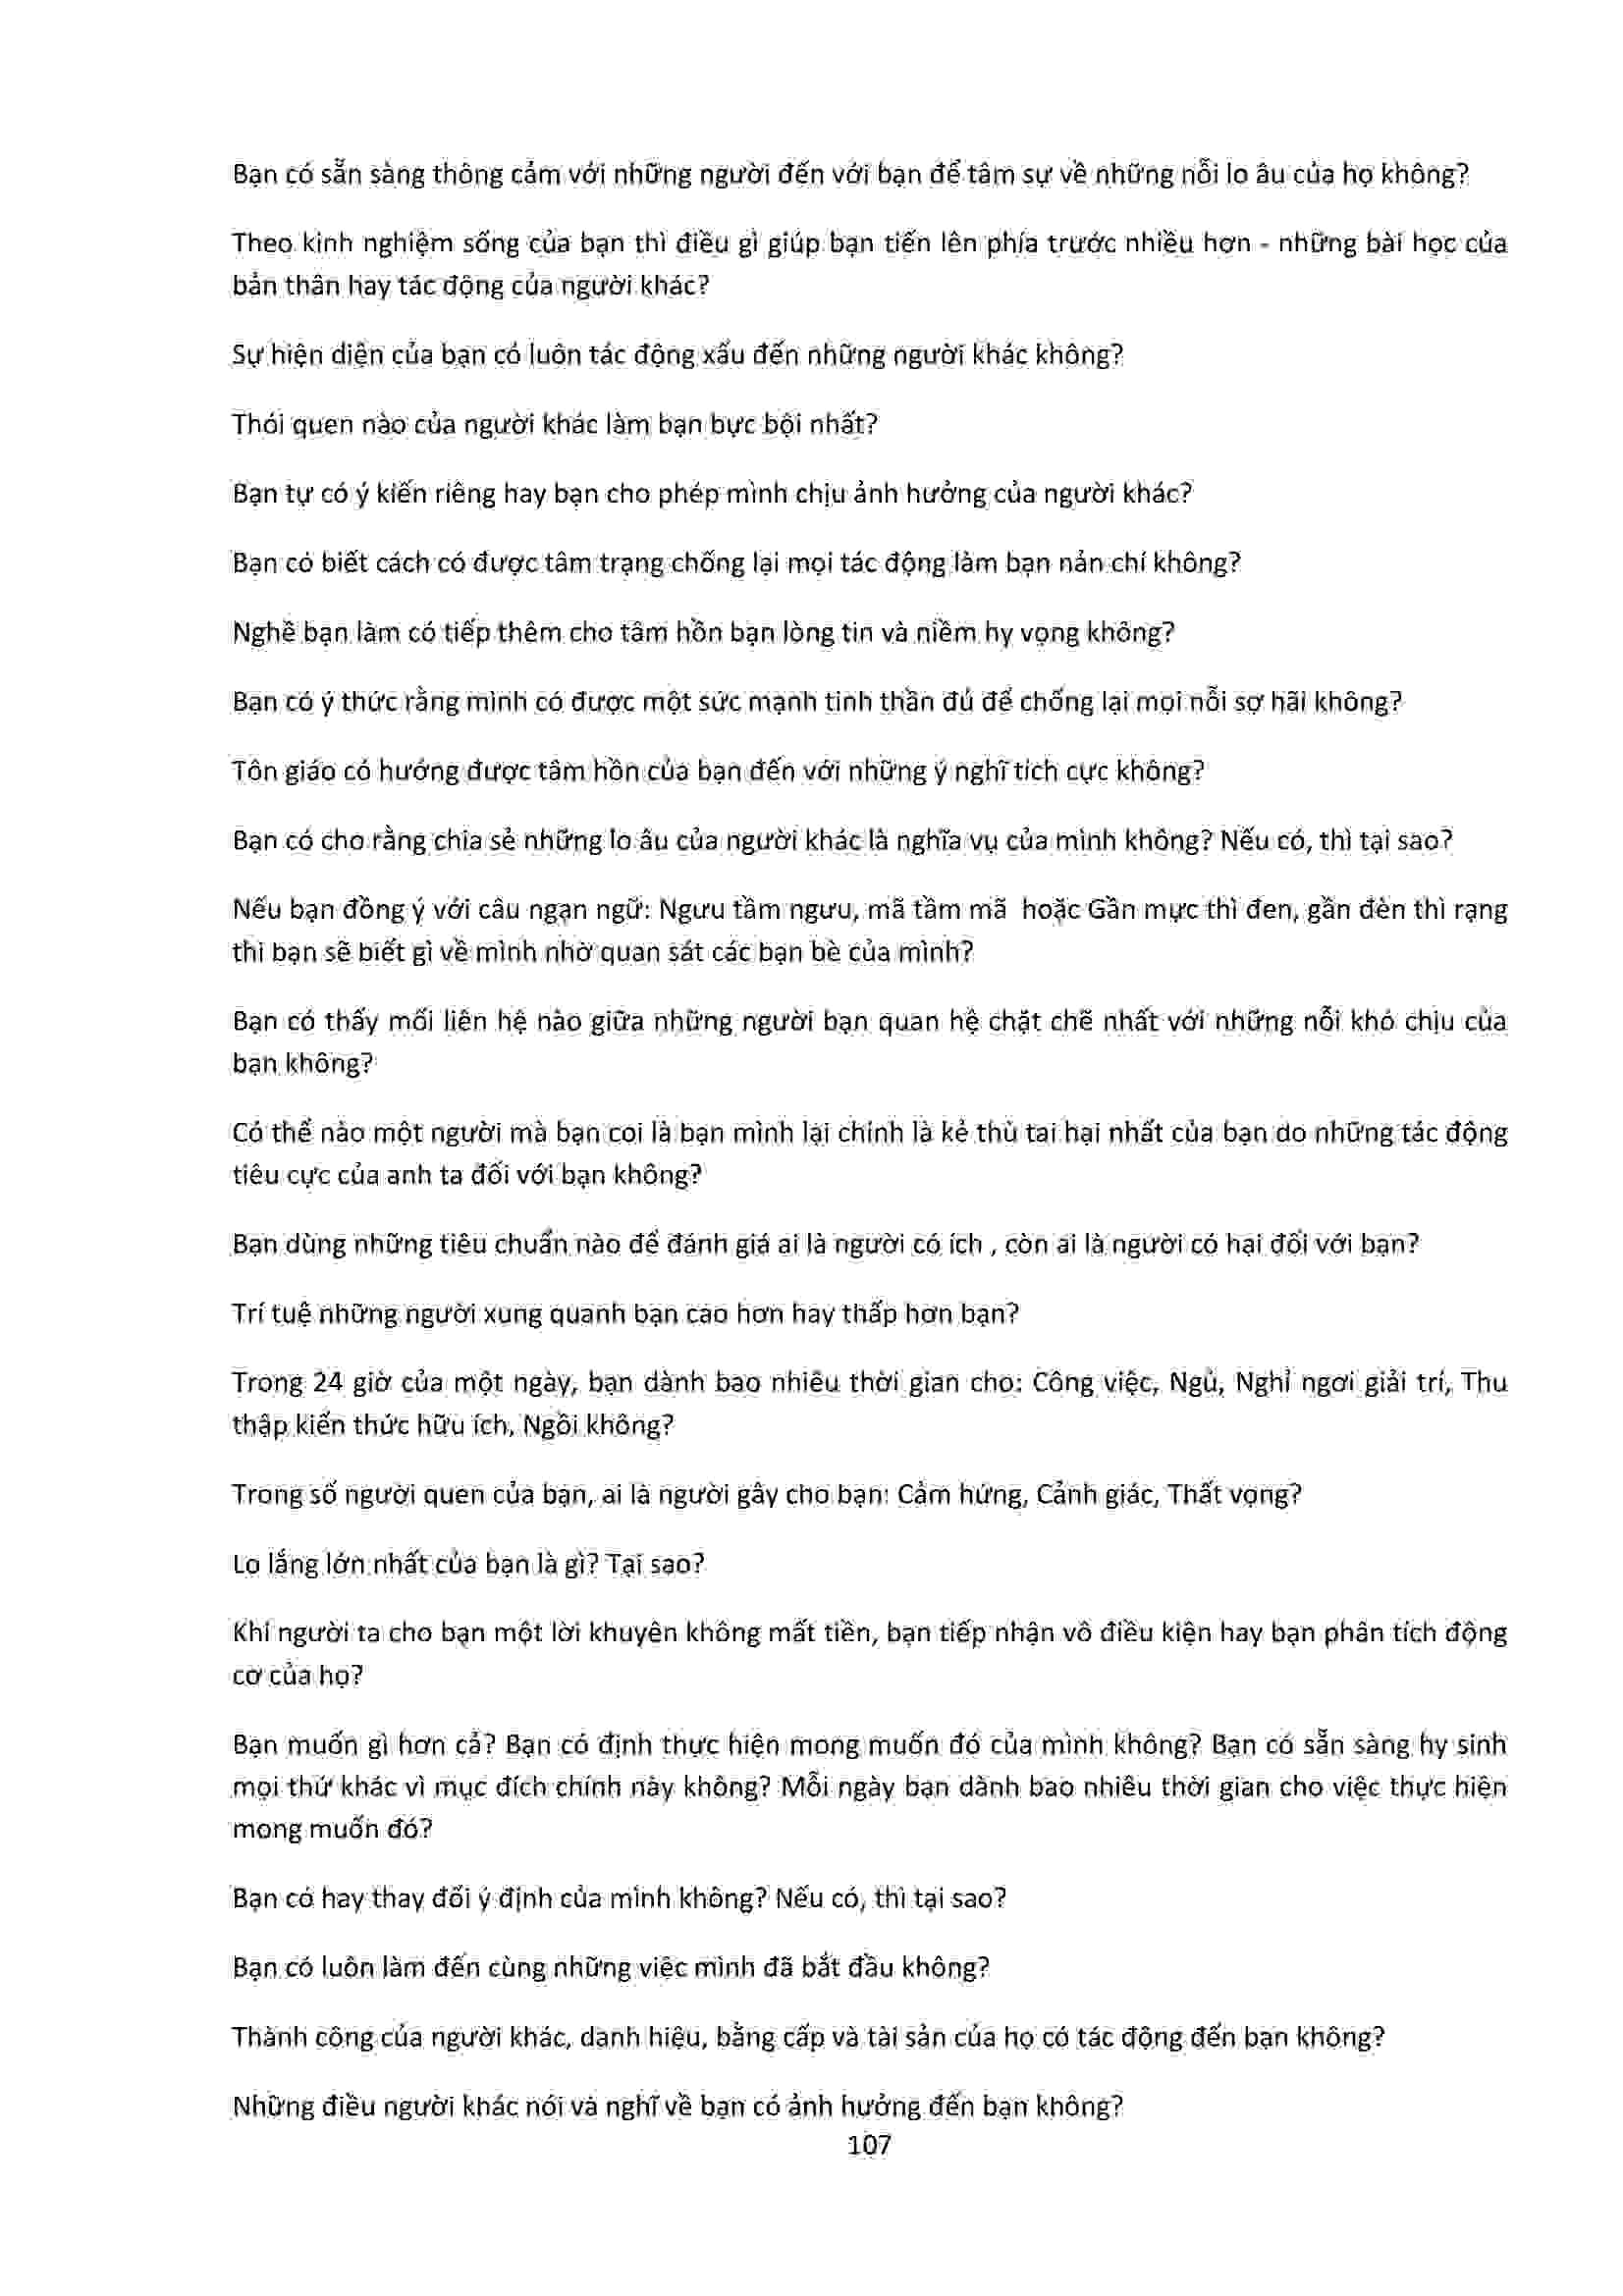 Bạn có sẵn sàng thông cảm với những người đến với bạn để tâm sự về những nỗi lo âu của họ không?
Theo kinh nghiệm sống của bạn thì điều gì giúp bạn tiến lên phía trước nhiều hơn - những bài học của
bản thân hay tác động của người khác?
Sự hiện diện của bạn có luôn tác động xấu đến những người khác không?
Thói quen nào của người khác làm bạn bực bội nhất?
Bạn tự có ý kiến riêng hay bạn cho phép mình chịu ảnh hưởng của người khác?
Bạn có biết cách có được tâm trạng chống lại mọi tác động làm bạn nản chí không?
Nghề bạn làm có tiếp thêm cho tâm hồn bạn lòng tin và niềm hy vọng không?
Bạn có ý thức rằng mình có được một sức mạnh tinh thần đủ để chống lại mọi nỗi sợ hãi không?
Tôn giáo có hướng được tâm hồn của bạn đến với những ý nghĩ tích cực không?
Bạn có cho rằng chia sẻ những lo âu của người khác là nghĩa vụ của mình không? Nếu có, thì tại sao?
Nếu bạn đồng ý với câu ngạn ngữ: Ngưu tầm ngưu, mã tầm mã hoặc Gần mực thì đen, gần đèn thì rạng
thì bạn sẽ biết gì về mình nhờ quan sát các bạn bè của mình?
Bạn có thấy mối liên hệ nào giữa những người bạn quan hệ chặt chẽ nhất với những nỗi khó chịu của
bạn không?
Có thể nào một người mà bạn coi là bạn mình lại chính là kẻ thù tai hại nhất của bạn do những tác động
tiêu cực của anh ta đối với bạn không?
Bạn dùng những tiêu chuẩn nào để đánh giá ai là người có ích , còn ai là người có hại đối với bạn?
Trí tuệ những người xung quanh bạn cao hơn hay thấp hơn bạn?
Trong 24 giờ của một ngày, bạn dành bao nhiêu thời gian cho: Công việc, Ngủ, Nghỉ ngơi giải trí, Thu
thập kiến thức hữu ích, Ngồi không?
Trong số người quen của bạn, ai là người gây cho bạn: Cảm hứng, Cảnh giác, Thất vọng?
Lo lắng lớn nhất của bạn là gì? Tại sao?
Khi người ta cho bạn một lời khuyên không mất tiền, bạn tiếp nhận vô điều kiện hay bạn phân tích động
cơ của họ?
Bạn muốn gì hơn cả? Bạn có định thực hiện mong muốn đó của mình không? Bạn có sẵn sàng hy sinh
mọi thứ khác vì mục đích chính này không? Mỗi ngày bạn dành bao nhiêu thời gian cho việc thực hiện
mong muốn đó?
Bạn có hay thay đổi ý định của mình không? Nếu có, thì tại sao?
Bạn có luôn làm đến cùng những việc mình đã bắt đầu không?
Thành công của người khác, danh hiệu, bằng cấp và tài sản của họ có tác động đến bạn không?
Những điều người khác nói và nghĩ về bạn có ảnh hưởng đến bạn không?
107